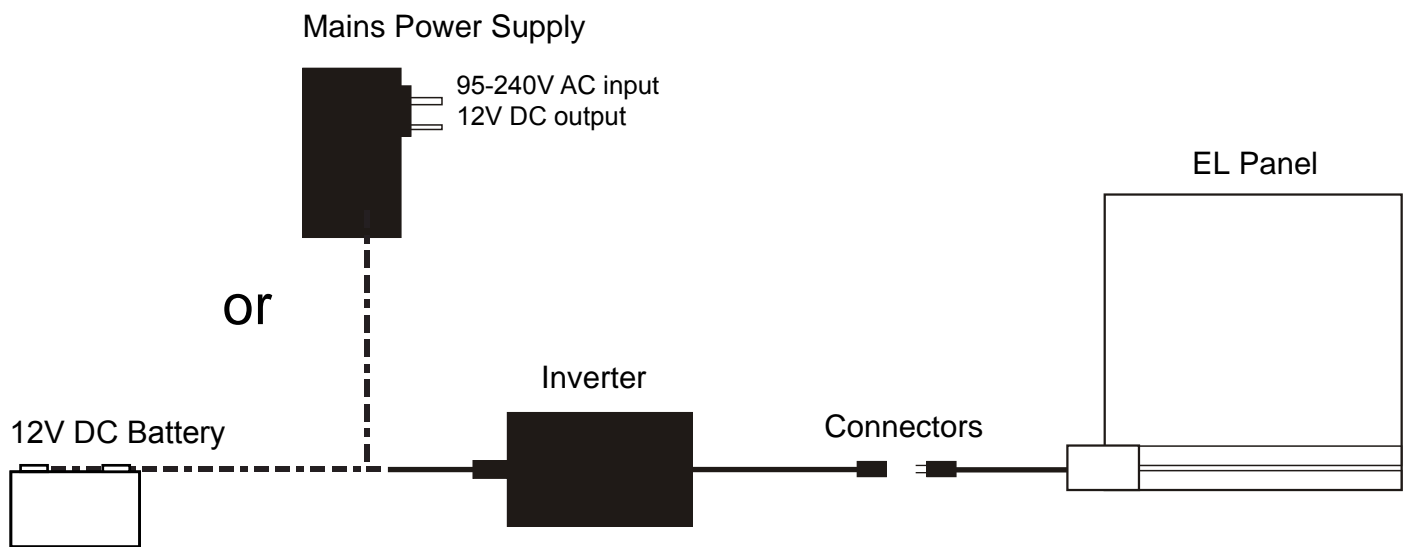 Mains Power Supply
95-240V AC input
12V DC output
EL Panel
or
Inverter
12V DC Battery
Connectors